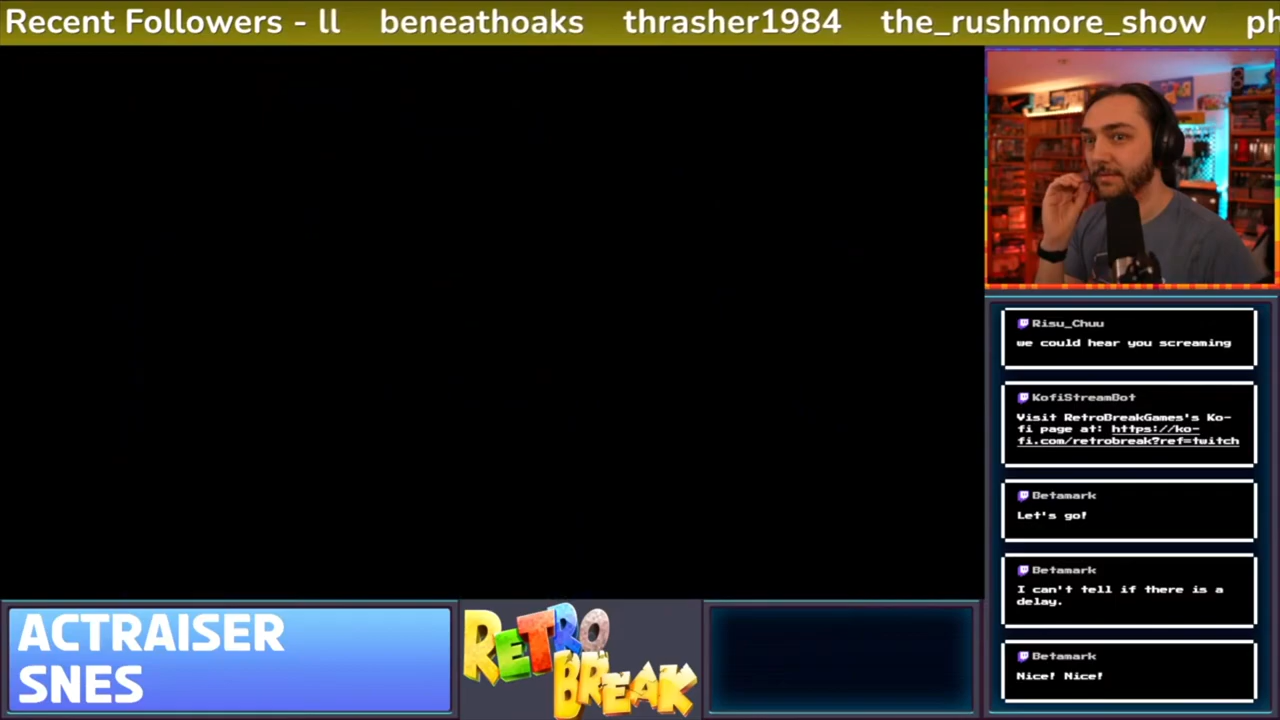 Recent Followers - ll beneathoaks thrasher1984 the_rushmore_show ph
Risu_Chuu
we could hear you screaming
KofiStreamBot
Visit RetroBreakGames's Ko-
fi page at: https://ko-
fi.com/retrobreak?ref=twitch
Betamark
Let's go!
Betamark
I can't tell if there is a
delay.
Betamark
Nice! Nice!
ACTRAISER
SNES
RETRO
BREAK